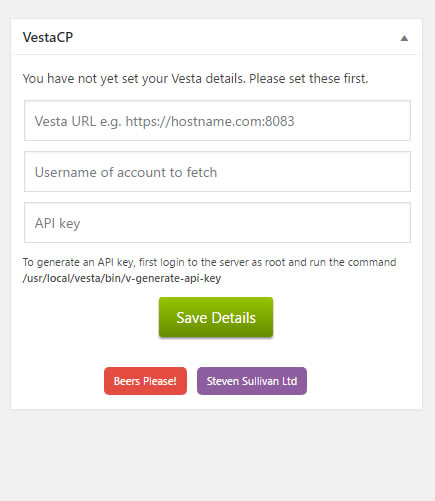 VestaCP
You have not yet set your Vesta details. Please set these first.
Vesta URL e.g. https://hostname.com:8083
Username of account to fetch
API key
To generate an API key, first login to the server as root and run the command
/usr/local/vesta/bin/v-generate-api-key
Save Details
Beers Please!
Steven Sullivan Ltd